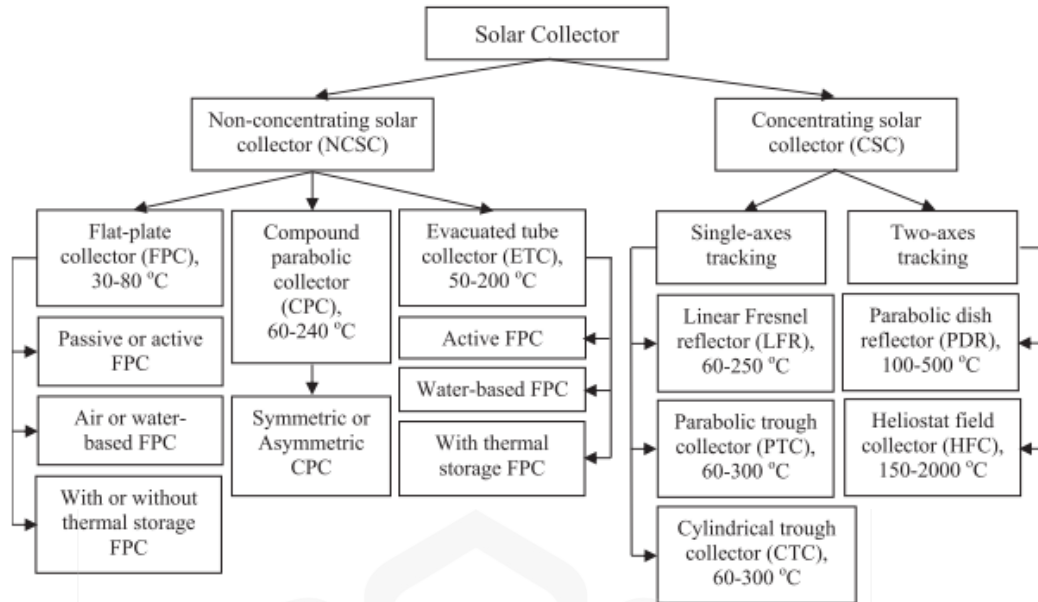 Solar Collector
Non-concentrating solar
collector (NCSC)
Concentrating solar
collector (CSC)
Flat-plate
collector (FPC),
30-80 °C
Compound
parabolic
collector
(CPC),
60-240 °C
Evacuated tube
collector (ETC),
50-200 °C
Single-axes
tracking
Two-axes
tracking
Passive or active
FPC
Air or water-
based FPC
With or without
thermal storage
FPC
Symmetric or
Asymmetric
CPC
Active FPC
Water-based FPC
With thermal
storage FPC
Linear Fresnel
reflector (LFR),
60-250 °C
Parabolic trough
collector (PTC),
60-300 °C
Cylindrical trough
collector (CTC),
60-300 °C
Parabolic dish
reflector (PDR),
100-500 °C
Heliostat field
collector (HFC),
150-2000 °C